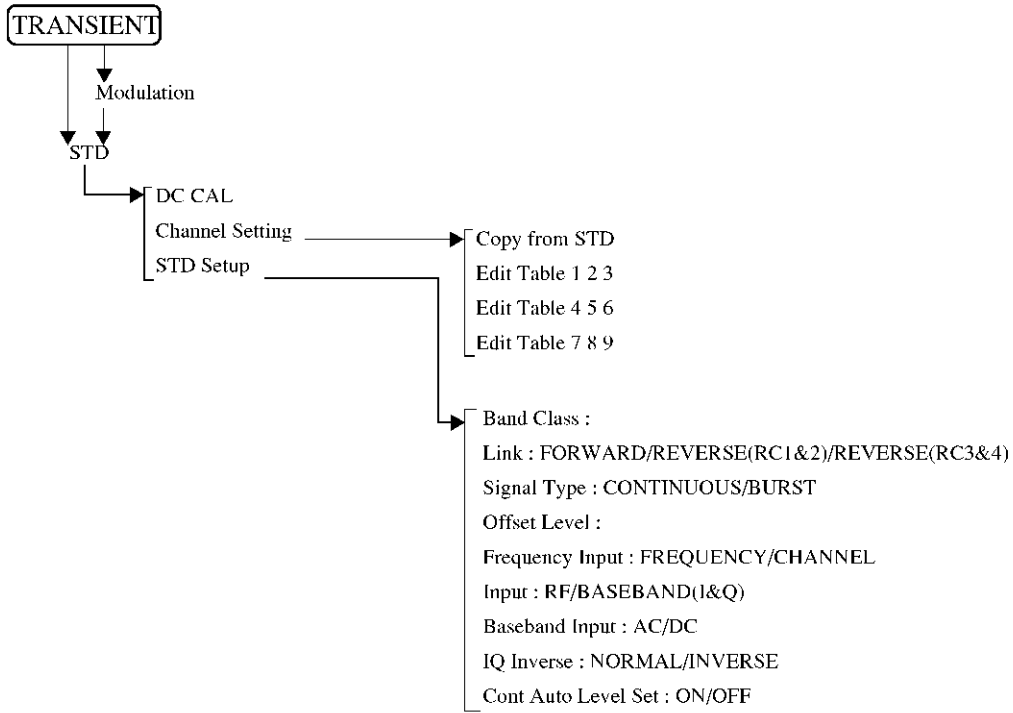 TRANSIENT
Modulation
STD
DC CAL
Channel Setting
STD Setup
Copy from STD
Edit Table 1 2 3
Edit Table 4 5 6
Edit Table 7 8 9
Band Class :
Link : FORWARD/REVERSE(RC1&2)/REVERSE(RC3&4)
Signal Type : CONTINUOUS/BURST
Offset Level :
Frequency Input : FREQUENCY/CHANNEL
Input : RF/BASEBAND(I&Q)
Baseband Input : AC/DC
IQ Inverse : NORMAL/INVERSE
Cont Auto Level Set : ON/OFF